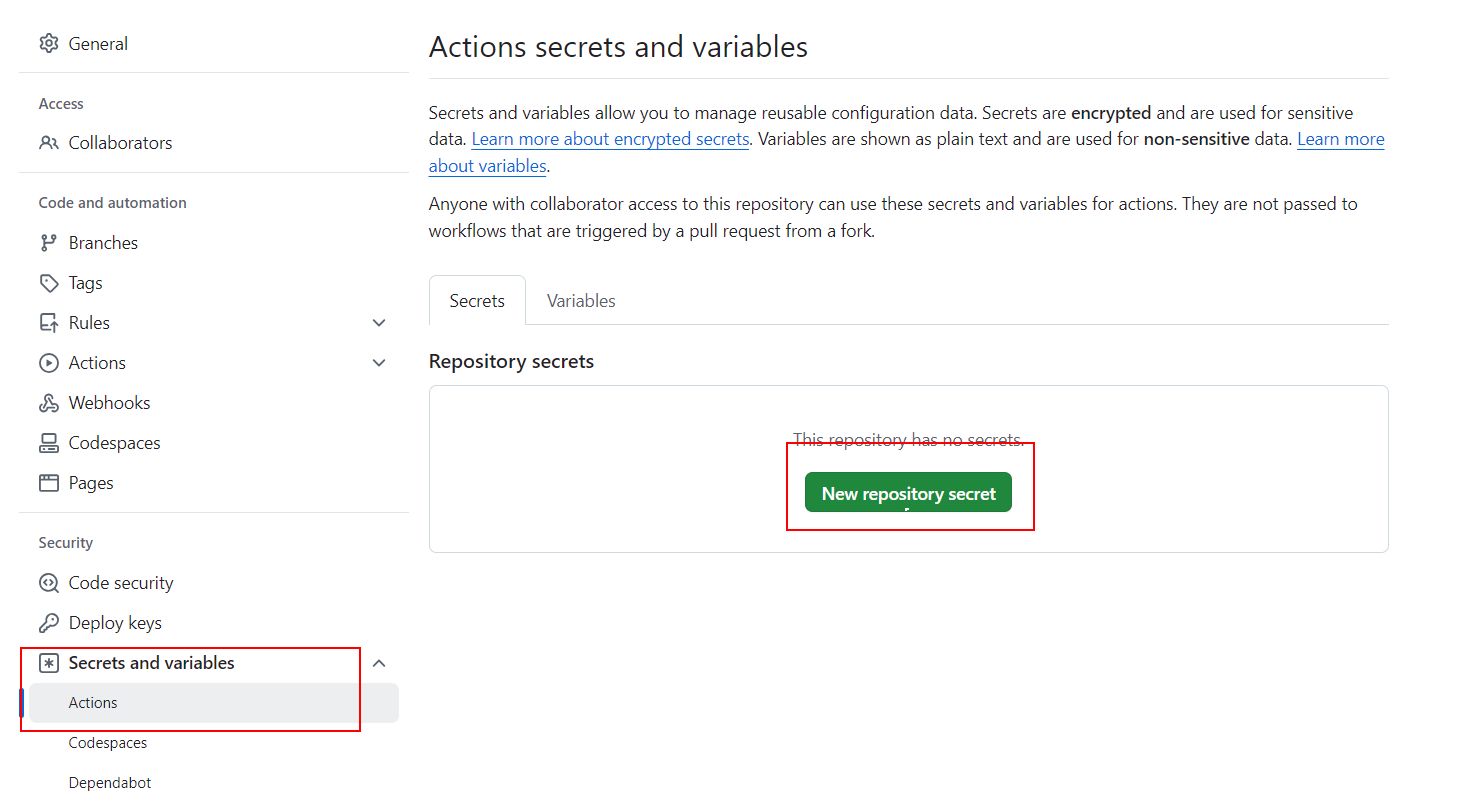 General
Access
Collaborators
Code and automation
Branches
Tags
Rules
Actions
Webhooks
Codespaces
Pages
Security
Code security
Deploy keys
Secrets and variables
Actions
Codespaces
Dependabot
Actions secrets and variables
Secrets and variables allow you to manage reusable configuration data. Secrets are encrypted and are used for sensitive
data. Learn more about encrypted secrets. Variables are shown as plain text and are used for non-sensitive data. Learn more
about variables.
Anyone with collaborator access to this repository can use these secrets and variables for actions. They are not passed to
workflows that are triggered by a pull request from a fork.
Secrets
Variables
Repository secrets
This repository has no secrets.
New repository secret